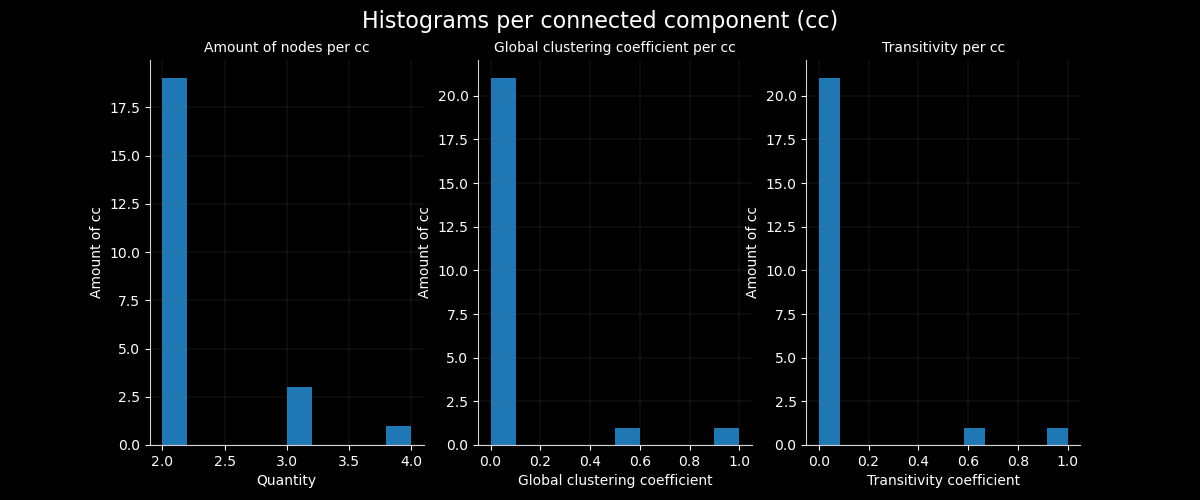 Histograms per connected component (cc)
Amount of nodes per cc
Amount of cc
17.5
15.0
12.5
10.0
7.5
5.0
2.5
0.0
2.0 2.5 3.0 3.5 4.0
Quantity
Global clustering coefficient per cc
Amount of cc
20.0
17.5
15.0
12.5
10.0
7.5
5.0
2.5
0.0
0.0 0.2 0.4 0.6 0.8 1.0
Global clustering coefficient
Transitivity per cc
Amount of cc
20.0
17.5
15.0
12.5
10.0
7.5
5.0
2.5
0.0
0.0 0.2 0.4 0.6 0.8 1.0
Transitivity coefficient